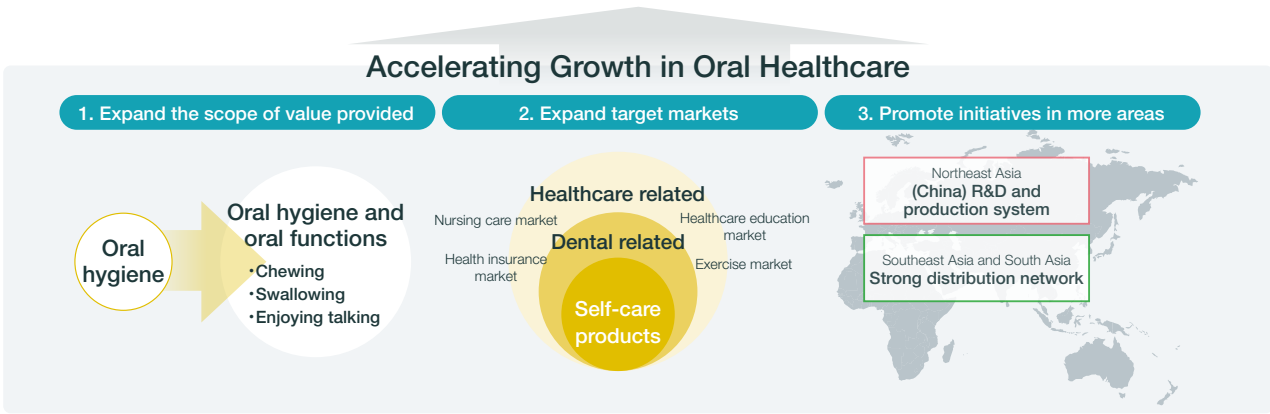 Accelerating Growth in Oral Healthcare
1. Expand the scope of value provided
Oral
hygiene
Oral hygiene and
oral functions
・Chewing
・Swallowing
・Enjoying talking
2. Expand target markets
Healthcare related
Nursing care market
Healthcare education
market
Dental related
Health insurance
market
Exercise market
Self-care
products
3. Promote initiatives in more areas
Northeast Asia
(China) R&D and
production system
Southeast Asia and South Asia
Strong distribution network